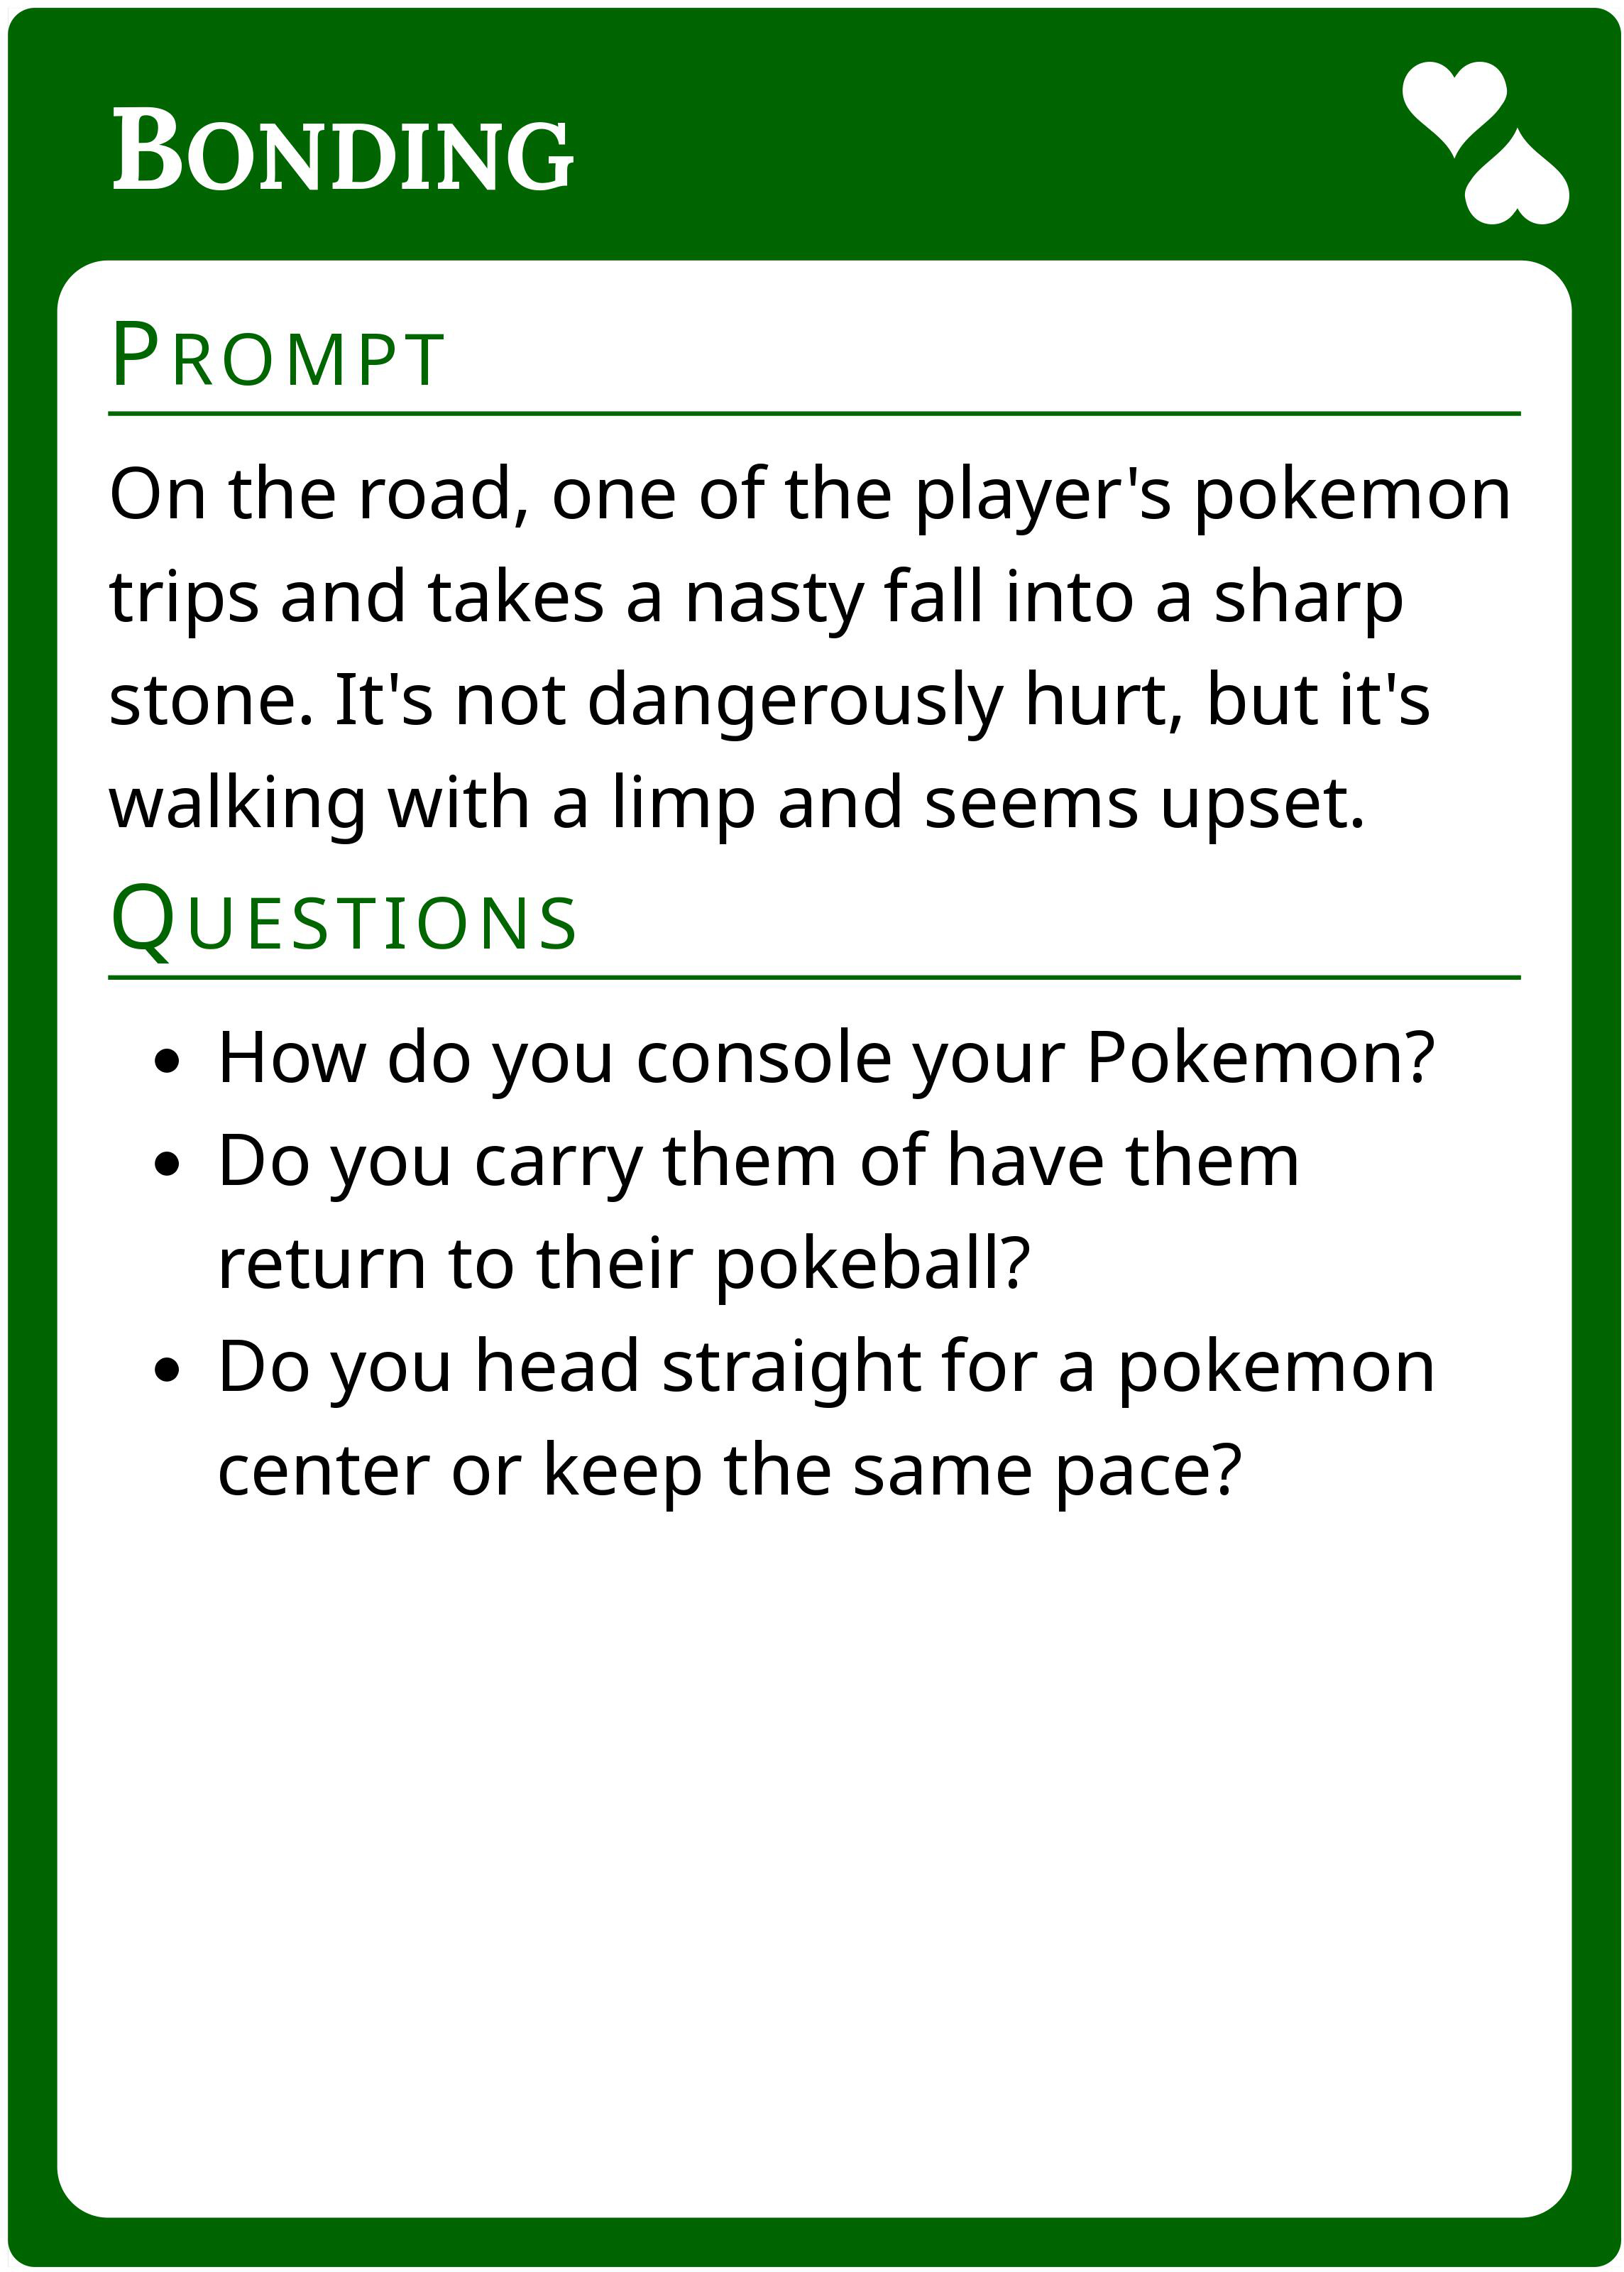 Bonding
Prompt
On the road, one of the player's pokemon
trips and takes a nasty fall into a sharp
stone. It's not dangerously hurt, but it's
walking with a limp and seems upset.
Questions
• How do you console your Pokemon?
• Do you carry them of have them
return to their pokeball?
• Do you head straight for a pokemon
center or keep the same pace?